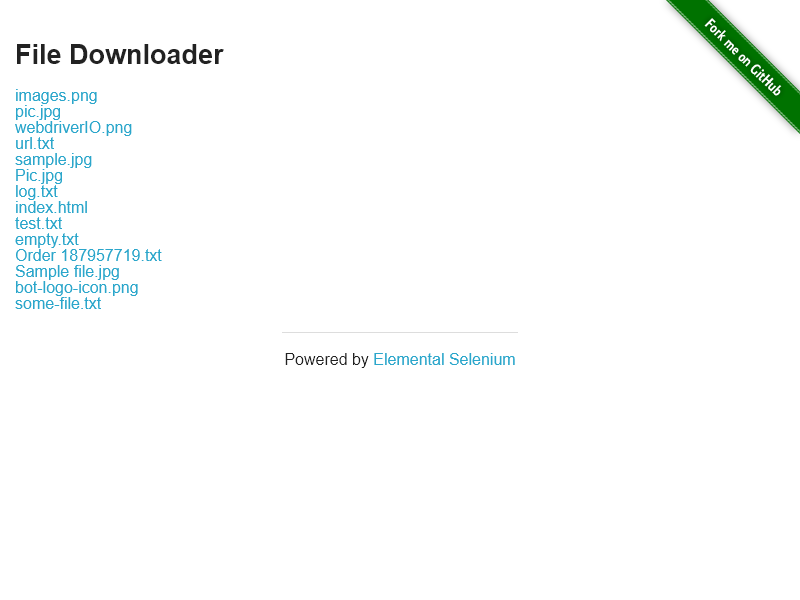 Fork me on GitHub
File Downloader
images.png
pic.jpg
webdriverIO.png
url.txt
sample.jpg
Pic.jpg
log.txt
index.html
test.txt
empty.txt
Order 187957719.txt
Sample file.jpg
bot-logo-icon.png
some-file.txt
Powered by Elemental Selenium